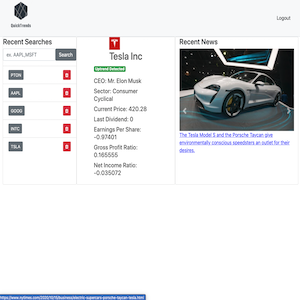 QuickTrends
Logout
Recent Searches
ex. AAPL,MSFT
Search
PTON
AAPL
GOOG
INTC
TSLA
Tesla Inc
Uptrend Detected
CEO: Mr. Elon Musk
Sector: Consumer
Cyclical
Current Price: 420.28
Last Dividend: 0
Earnings Per Share:
-0.97401
Gross Profit Ratio:
0.165555
Net Income Ratio:
-0.035072
Recent News
The Tesla Model S and the Porsche Taycan give
environmentally conscious speedsters an outlet for their
desires.
https://www.nytimes.com/2020/10/15/business/electric-supercars-porsche-taycan-tesla.html